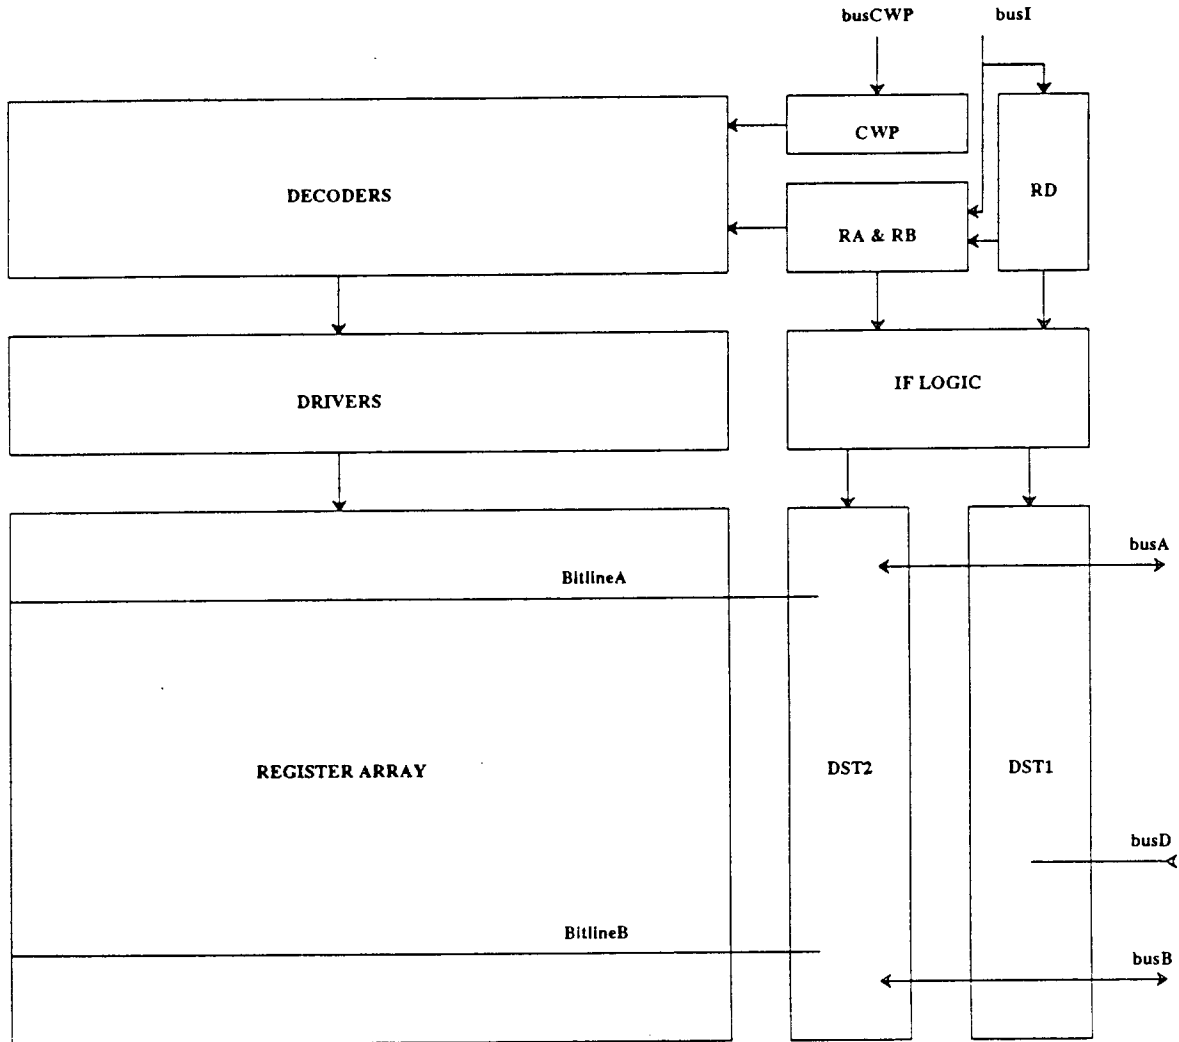 busCWP
busI
CWP
DECODERS
RD
RA & RB
DRIVERS
IF LOGIC
BitlineA
busA
REGISTER ARRAY
DST2
DST1
busD
BitlineB
busB